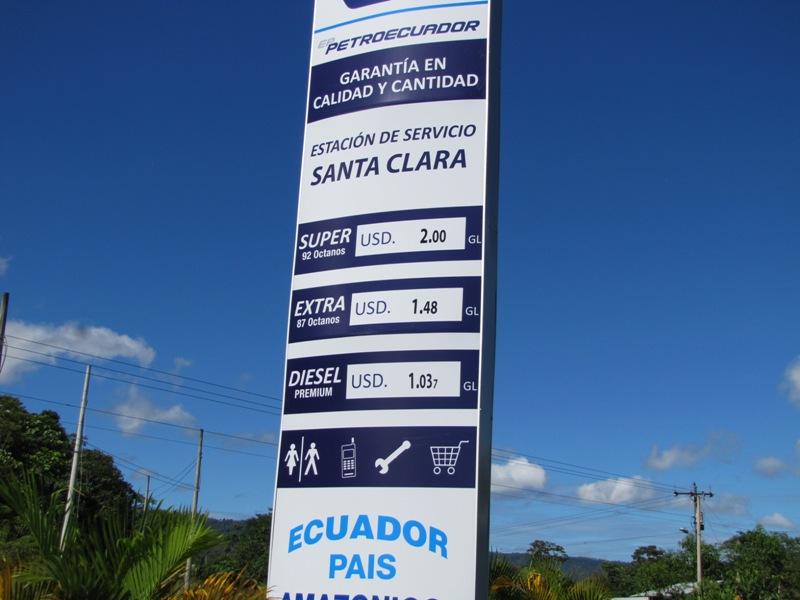 EP PETROECUADOR
GARANTÍA EN
CALIDAD Y CANTIDAD
ESTACIÓN DE SERVICIO
SANTA CLARA
SUPER USD. 2.00 GL
92 Octanos
EXTRA USD. 1.48 GL
87 Octanos
DIESEL USD. 1.037 GL
PREMIUM
ECUADOR
PAIS
AMAZONICO